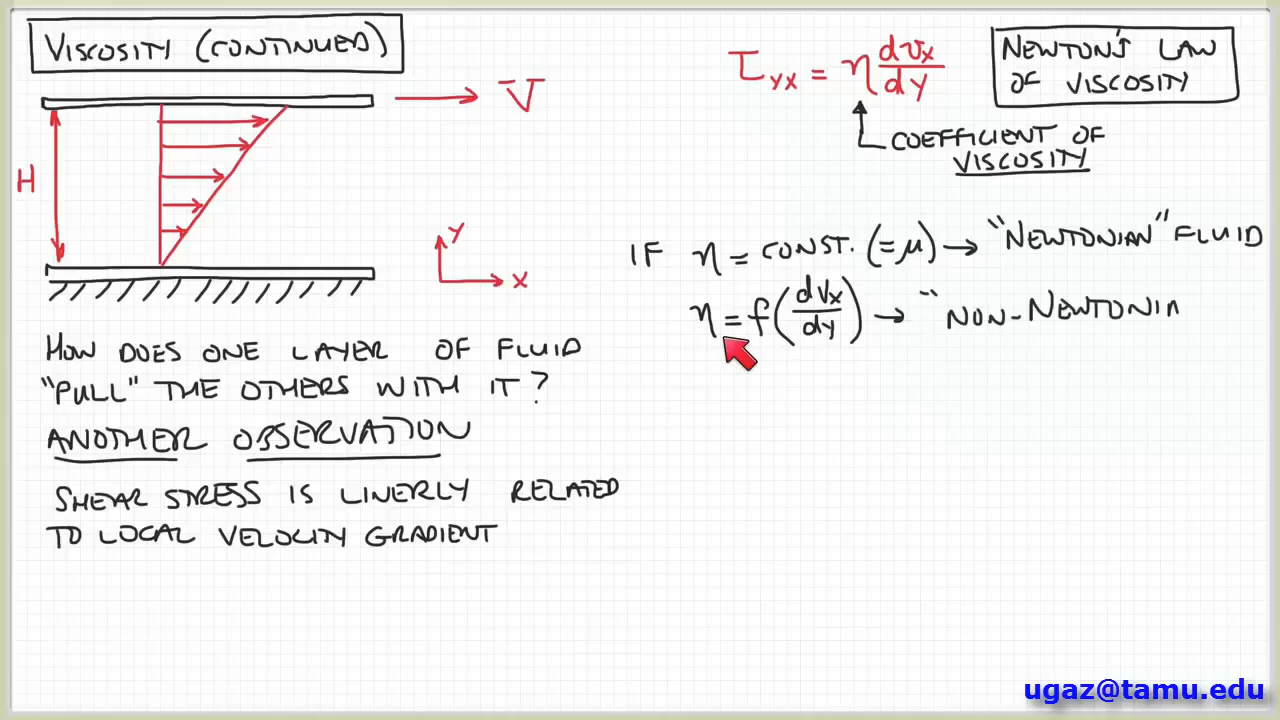 VISCOSITY (CONTINUED)
V
H
Y
X
HOW DOES ONE LAYER OF FLUID
"PULL" THE OTHERS WITH IT?
ANOTHER OBSERVATION
SHEAR STRESS IS LINERLY RELATED
TO LOCAL VELOCITY GRADIENT
τyx = η dvx/dy
NEWTON'S LAW
OF VISCOSITY
COEFFICIENT OF
VISCOSITY
IF η = CONST. (=μ) → "NEWTONIAN" FLUID
η = f(dvx/dy) → "NON-NEWTONIA
ugaz@tamu.edu